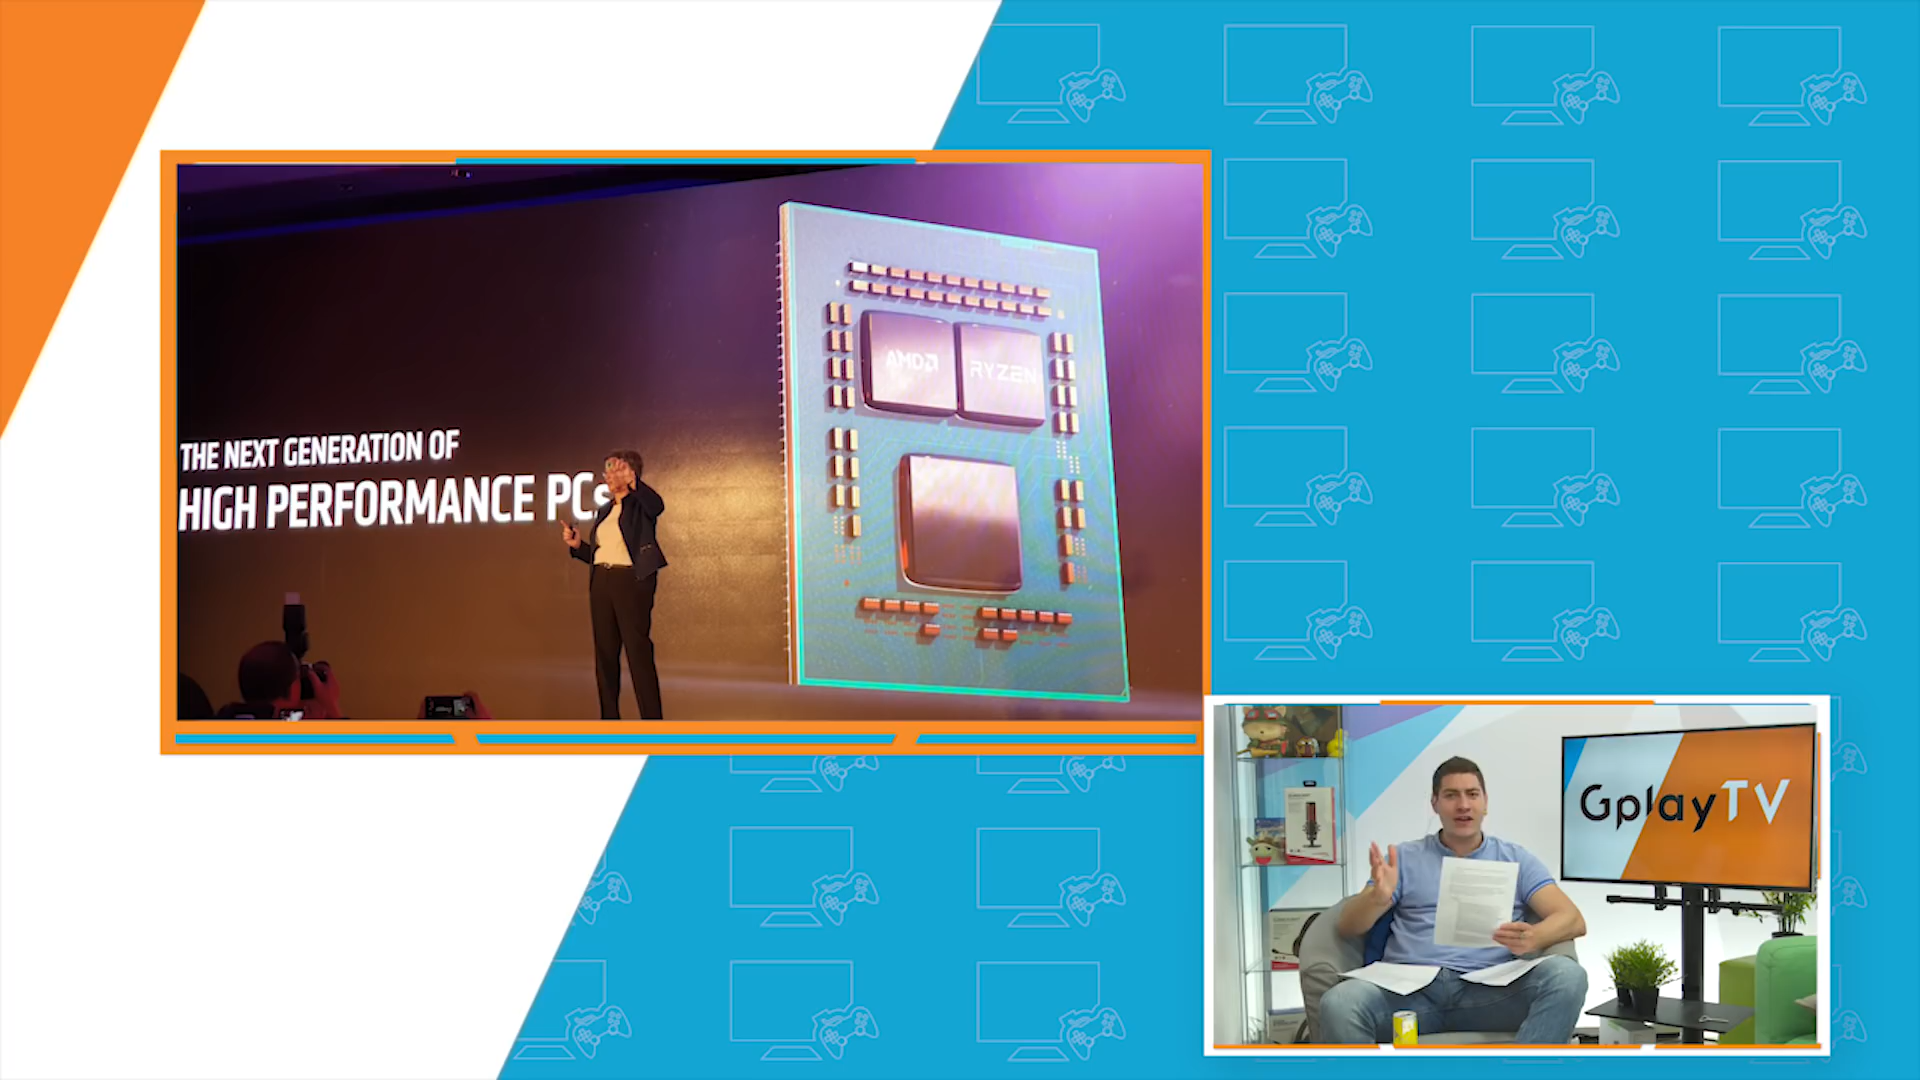 THE NEXT GENERATION OF
HIGH PERFORMANCE PCs
AMD
RYZEN
GplayTV